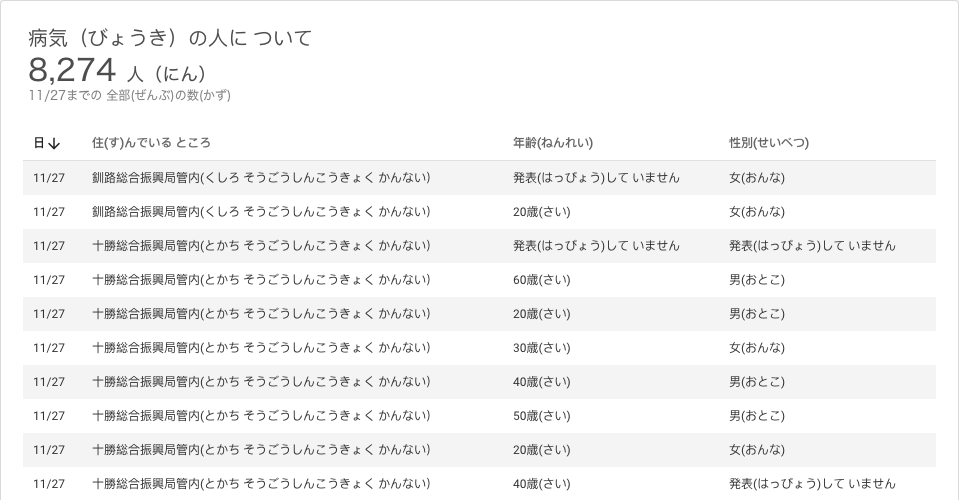 病気（びょうき）の人に ついて
8,274 人（にん）
11/27までの 全部(ぜんぶ)の数(かず)
日↓ 住(す)んでいる ところ 年齢(ねんれい) 性別(せいべつ)
11/27 釧路総合振興局管内(くしろ そうごうしんこうきょく かんない) 発表(はっぴょう)して いません 女(おんな)
11/27 釧路総合振興局管内(くしろ そうごうしんこうきょく かんない) 20歳(さい) 女(おんな)
11/27 十勝総合振興局管内(とかち そうごうしんこうきょく かんない) 発表(はっぴょう)して いません 発表(はっぴょう)して いません
11/27 十勝総合振興局管内(とかち そうごうしんこうきょく かんない) 60歳(さい) 男(おとこ)
11/27 十勝総合振興局管内(とかち そうごうしんこうきょく かんない) 20歳(さい) 男(おとこ)
11/27 十勝総合振興局管内(とかち そうごうしんこうきょく かんない) 30歳(さい) 女(おんな)
11/27 十勝総合振興局管内(とかち そうごうしんこうきょく かんない) 40歳(さい) 男(おとこ)
11/27 十勝総合振興局管内(とかち そうごうしんこうきょく かんない) 50歳(さい) 男(おとこ)
11/27 十勝総合振興局管内(とかち そうごうしんこうきょく かんない) 20歳(さい) 女(おんな)
11/27 十勝総合振興局管内(とかち そうごうしんこうきょく かんない) 40歳(さい) 発表(はっぴょう)して いません